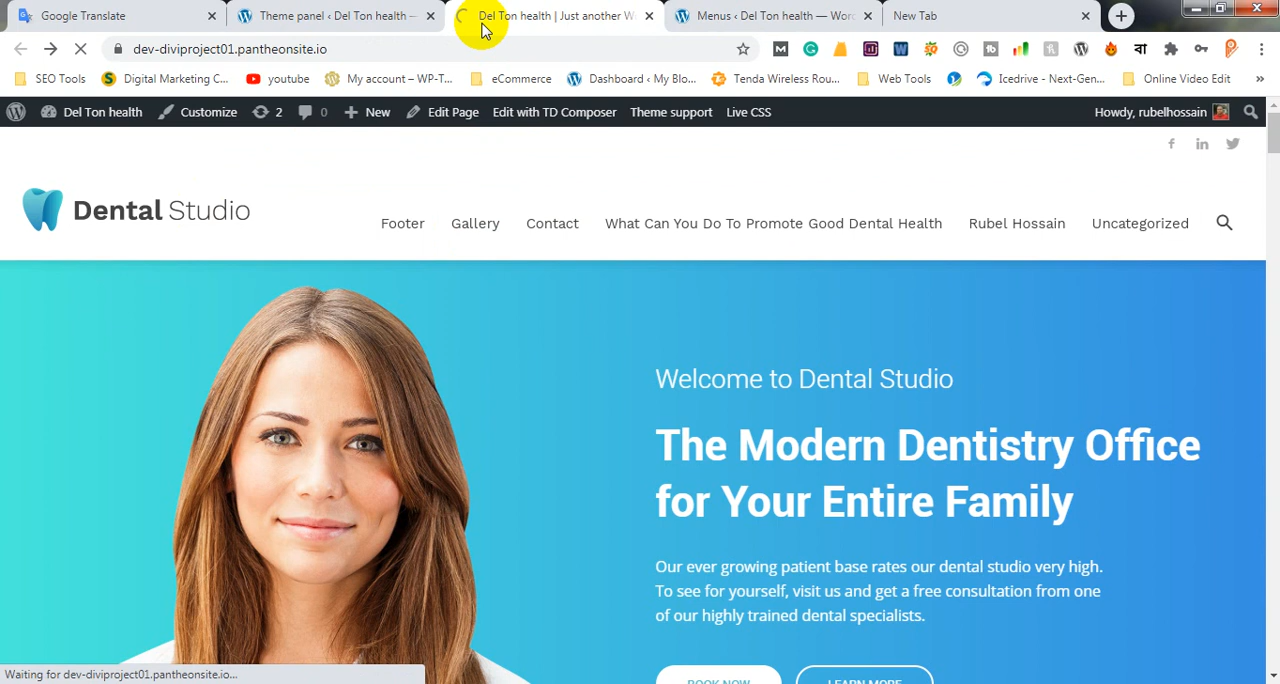 Google Translate
Theme panel ‹ Del Ton health —
Del Ton health | Just another W
Menus ‹ Del Ton health — Wor
New Tab
dev-diviproject01.pantheonsite.io
SEO Tools
Digital Marketing C...
youtube
My account – WP-T...
eCommerce
Dashboard ‹ My Blo...
Tenda Wireless Rou...
Web Tools
Icedrive - Next-Gen...
Online Video Edit
Del Ton health
Customize
2
0
New
Edit Page
Edit with TD Composer
Theme support
Live CSS
Howdy, rubelhossain
Dental Studio
Footer
Gallery
Contact
What Can You Do To Promote Good Dental Health
Rubel Hossain
Uncategorized
Welcome to Dental Studio
The Modern Dentistry Office
for Your Entire Family
Our ever growing patient base rates our dental studio very high.
To see for yourself, visit us and get a free consultation from one
of our highly trained dental specialists.
BOOK NOW
LEARN MORE
Waiting for dev-diviproject01.pantheonsite.io...